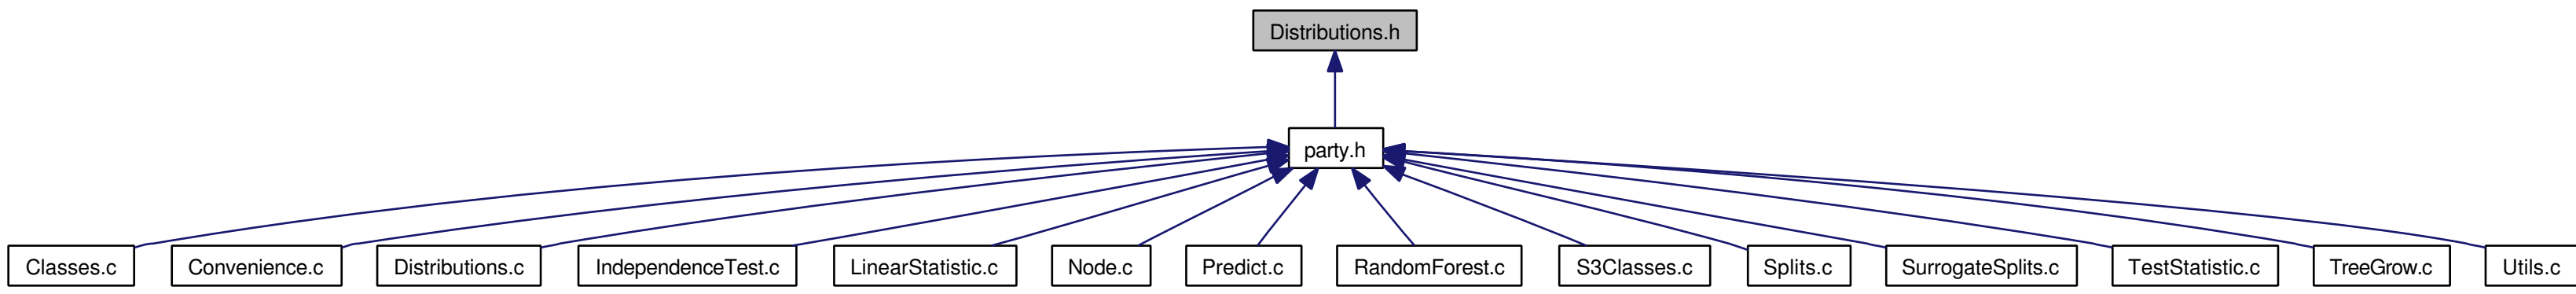 Distributions.h
party.h
Classes.c
Convenience.c
Distributions.c
IndependenceTest.c
LinearStatistic.c
Node.c
Predict.c
RandomForest.c
S3Classes.c
Splits.c
SurrogateSplits.c
TestStatistic.c
TreeGrow.c
Utils.c